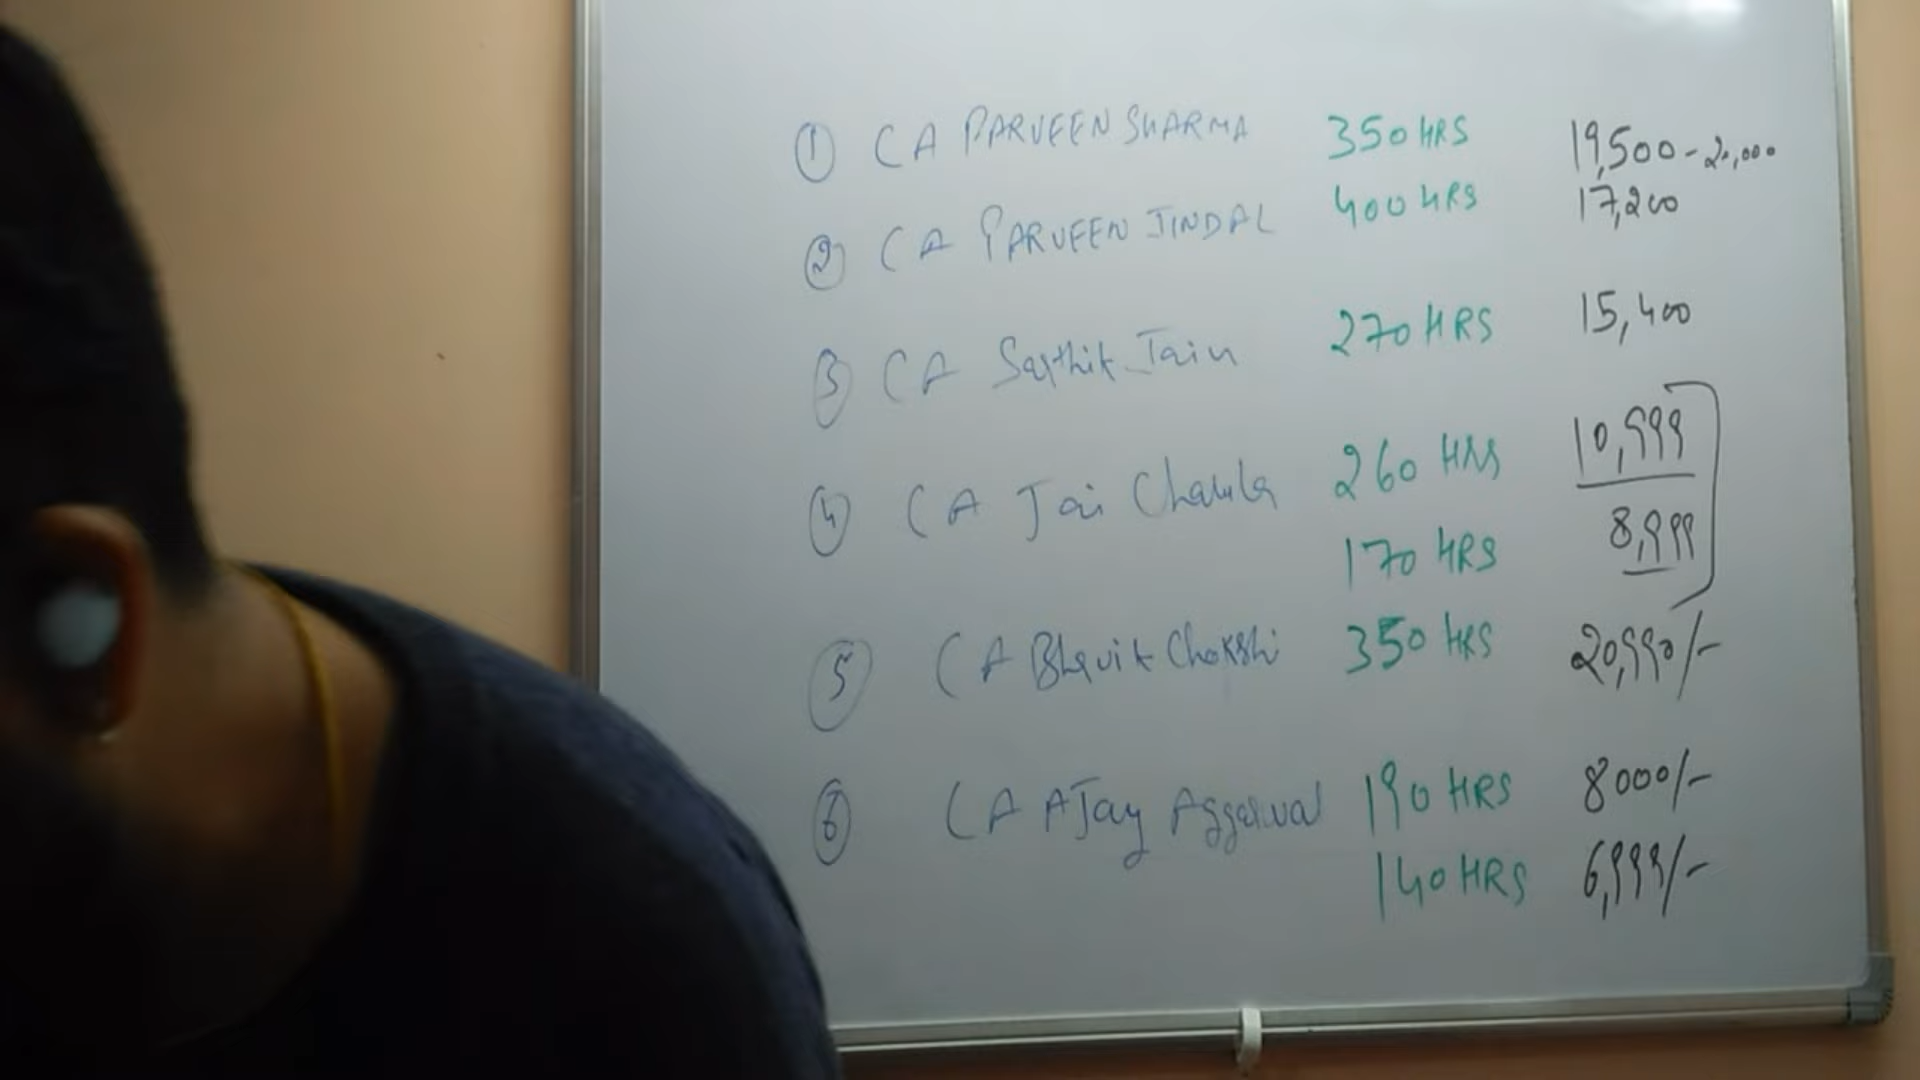 ① CA PARVEEN SHARMA 350 HRS 19,500 - 20,000
② CA PARVEEN JINDAL 400 HRS 17,200
③ CA Sarthik Jain 270 HRS 15,400
④ CA Jai Chawla 260 HRS 10,999
170 HRS 8,999
⑤ CA Bhavik Chokshi 350 HRS 20,990/-
⑥ CA AJay Aggarwal 190 HRS 8000/-
140 HRS 6,999/-